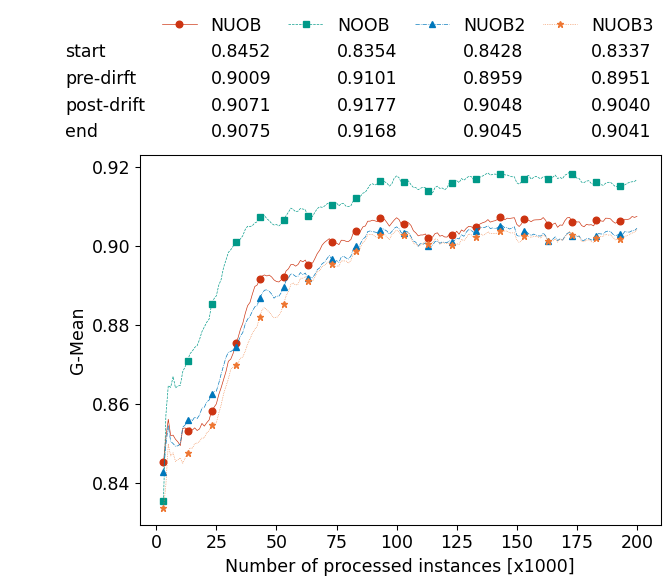 NUOB NOOB NUOB2 NUOB3
start 0.8452 0.8354 0.8428 0.8337
pre-dirft 0.9009 0.9101 0.8959 0.8951
post-drift 0.9071 0.9177 0.9048 0.9040
end 0.9075 0.9168 0.9045 0.9041
0.92
0.90
0.88
0.86
0.84
G-Mean
0 25 50 75 100 125 150 175 200
Number of processed instances [x1000]